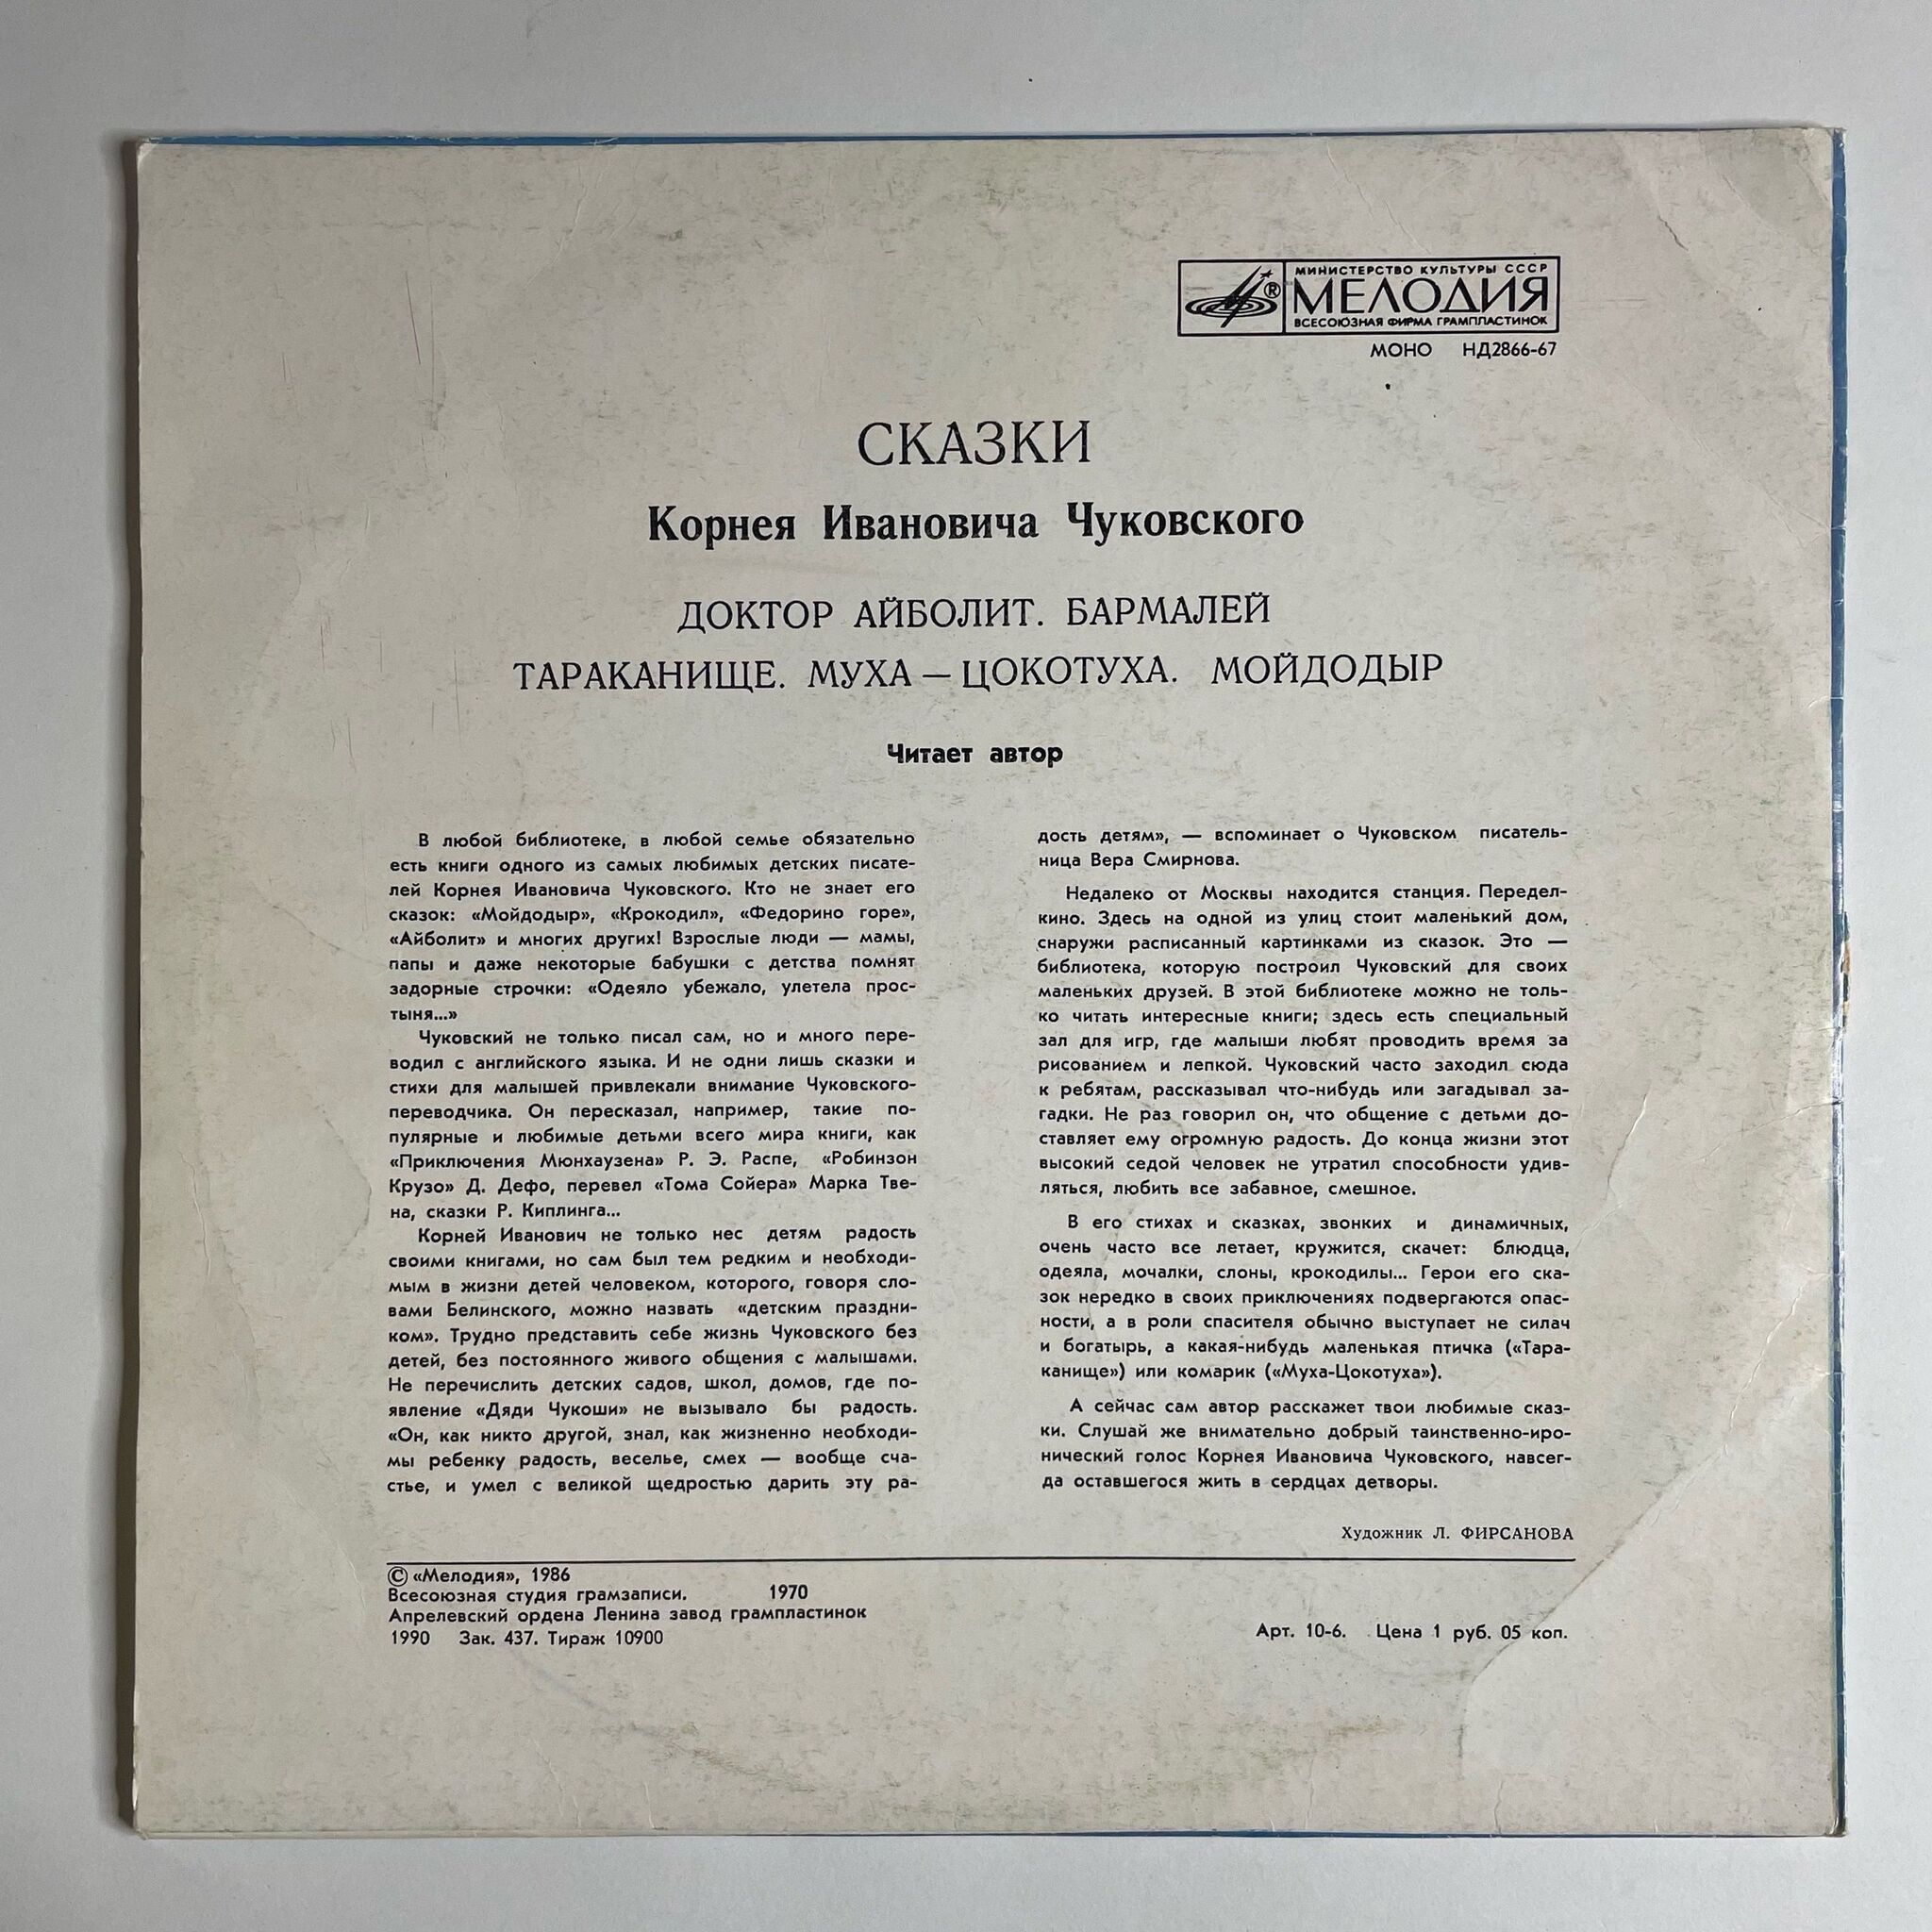 МИНИСТЕРСТВО КУЛЬТУРЫ СССР
МЕЛОДИЯ
ВСЕСОЮЗНАЯ ФИРМА ГРАМПЛАСТИНОК
®
МОНО НД2866-67
СКАЗКИ
Корнея Ивановича Чуковского
ДОКТОР АЙБОЛИТ. БАРМАЛЕЙ
ТАРАКАНИЩЕ. МУХА — ЦОКОТУХА. МОЙДОДЫР
Читает автор
В любой библиотеке, в любой семье обязательно
есть книги одного из самых любимых детских писате-
лей Корнея Ивановича Чуковского. Кто не знает его
сказок: «Мойдодыр», «Крокодил», «Федорино горе»,
«Айболит» и многих других! Взрослые люди — мамы,
папы и даже некоторые бабушки с детства помнят
задорные строчки: «Одеяло убежало, улетела прос-
тыня...»
Чуковский не только писал сам, но и много пере-
водил с английского языка. И не одни лишь сказки и
стихи для малышей привлекали внимание Чуковского-
переводчика. Он пересказал, например, такие по-
пулярные и любимые детьми всего мира книги, как
«Приключения Мюнхаузена» Р. Э. Распе, «Робинзон
Крузо» Д. Дефо, перевел «Тома Сойера» Марка Тве-
на, сказки Р. Киплинга...
Корней Иванович не только нес детям радость
своими книгами, но сам был тем редким и необходи-
мым в жизни детей человеком, которого, говоря сло-
вами Белинского, можно назвать «детским праздни-
ком». Трудно представить себе жизнь Чуковского без
детей, без постоянного живого общения с малышами.
Не перечислить детских садов, школ, домов, где по-
явление «Дяди Чукоши» не вызывало бы радость.
«Он, как никто другой, знал, как жизненно необходи-
мы ребенку радость, веселье, смех — вообще сча-
стье, и умел с великой щедростью дарить эту ра-
дость детям», — вспоминает о Чуковском писатель-
ница Вера Смирнова.
Недалеко от Москвы находится станция. Передел-
кино. Здесь на одной из улиц стоит маленький дом,
снаружи расписанный картинками из сказок. Это —
библиотека, которую построил Чуковский для своих
маленьких друзей. В этой библиотеке можно не толь-
ко читать интересные книги; здесь есть специальный
зал для игр, где малыши любят проводить время за
рисованием и лепкой. Чуковский часто заходил сюда
к ребятам, рассказывал что-нибудь или загадывал за-
гадки. Не раз говорил он, что общение с детьми до-
ставляет ему огромную радость. До конца жизни этот
высокий седой человек не утратил способности удив-
ляться, любить все забавное, смешное.
В его стихах и сказках, звонких и динамичных,
очень часто все летает, кружится, скачет: блюдца,
одеяла, мочалки, слоны, крокодилы... Герои его ска-
зок нередко в своих приключениях подвергаются опас-
ности, а в роли спасителя обычно выступает не силач
и богатырь, а какая-нибудь маленькая птичка («Тара-
канище») или комарик («Муха-Цокотуха»).
А сейчас сам автор расскажет твои любимые сказ-
ки. Слушай же внимательно добрый таинственно-иро-
нический голос Корнея Ивановича Чуковского, навсег-
да оставшегося жить в сердцах детворы.
Художник Л. ФИРСАНОВА
© «Мелодия», 1986
Всесоюзная студия грамзаписи. 1970
Апрелевский ордена Ленина завод грампластинок
1990 Зак. 437. Тираж 10900
Арт. 10-6. Цена 1 руб. 05 коп.